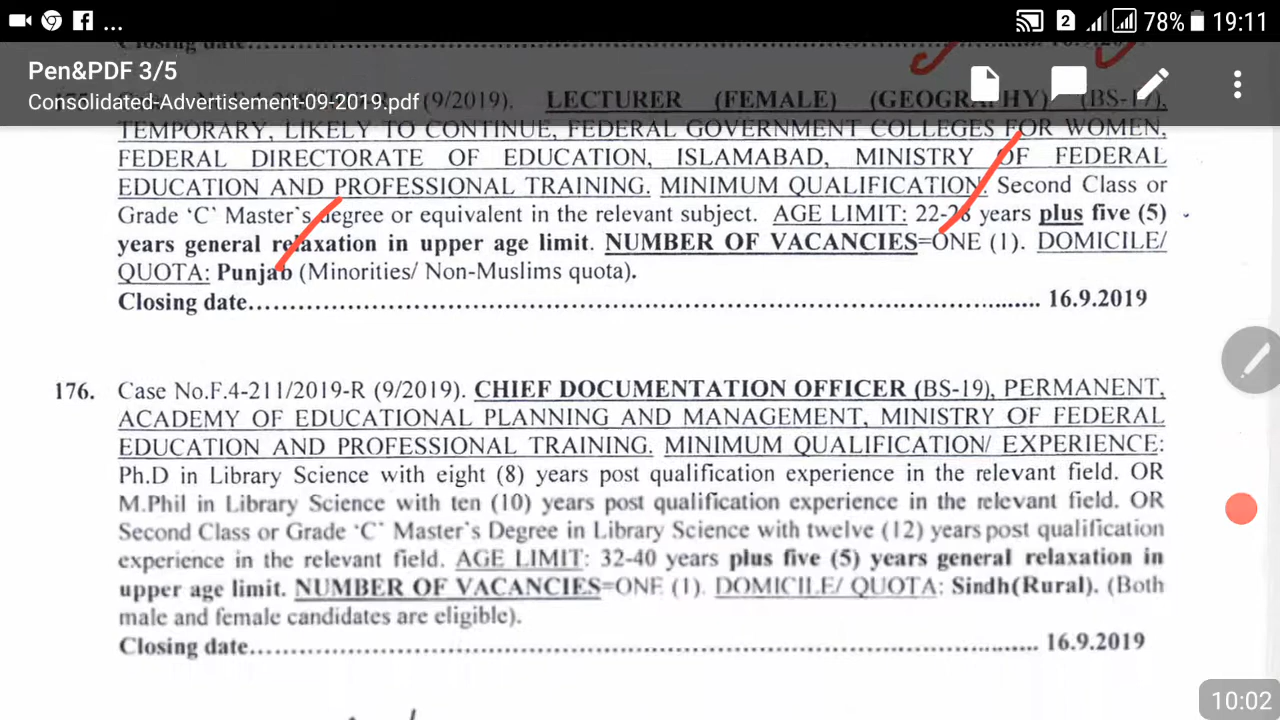 ... 2 78% 19:11
Closing date
Pen&PDF 3/5
Consolidated-Advertisement-09-2019.pdf
(9/2019). LECTURER (FEMALE) (GEOGRAPHY) (BS-17),
TEMPORARY, LIKELY TO CONTINUE, FEDERAL GOVERNMENT COLLEGES FOR WOMEN,
FEDERAL DIRECTORATE OF EDUCATION, ISLAMABAD, MINISTRY OF FEDERAL
EDUCATION AND PROFESSIONAL TRAINING. MINIMUM QUALIFICATION: Second Class or
Grade ‘C’ Master`s degree or equivalent in the relevant subject. AGE LIMIT: 22-28 years plus five (5)
years general relaxation in upper age limit. NUMBER OF VACANCIES=ONE (1). DOMICILE/
QUOTA: Punjab (Minorities/ Non-Muslims quota).
Closing date........................................................................................................ 16.9.2019
176. Case No.F.4-211/2019-R (9/2019). CHIEF DOCUMENTATION OFFICER (BS-19), PERMANENT,
ACADEMY OF EDUCATIONAL PLANNING AND MANAGEMENT, MINISTRY OF FEDERAL
EDUCATION AND PROFESSIONAL TRAINING. MINIMUM QUALIFICATION/ EXPERIENCE:
Ph.D in Library Science with eight (8) years post qualification experience in the relevant field. OR
M.Phil in Library Science with ten (10) years post qualification experience in the relevant field. OR
Second Class or Grade ‘C’ Master`s Degree in Library Science with twelve (12) years post qualification
experience in the relevant field. AGE LIMIT: 32-40 years plus five (5) years general relaxation in
upper age limit. NUMBER OF VACANCIES=ONE (1). DOMICILE/ QUOTA: Sindh(Rural). (Both
male and female candidates are eligible).
Closing date........................................................................................................ 16.9.2019
10:02